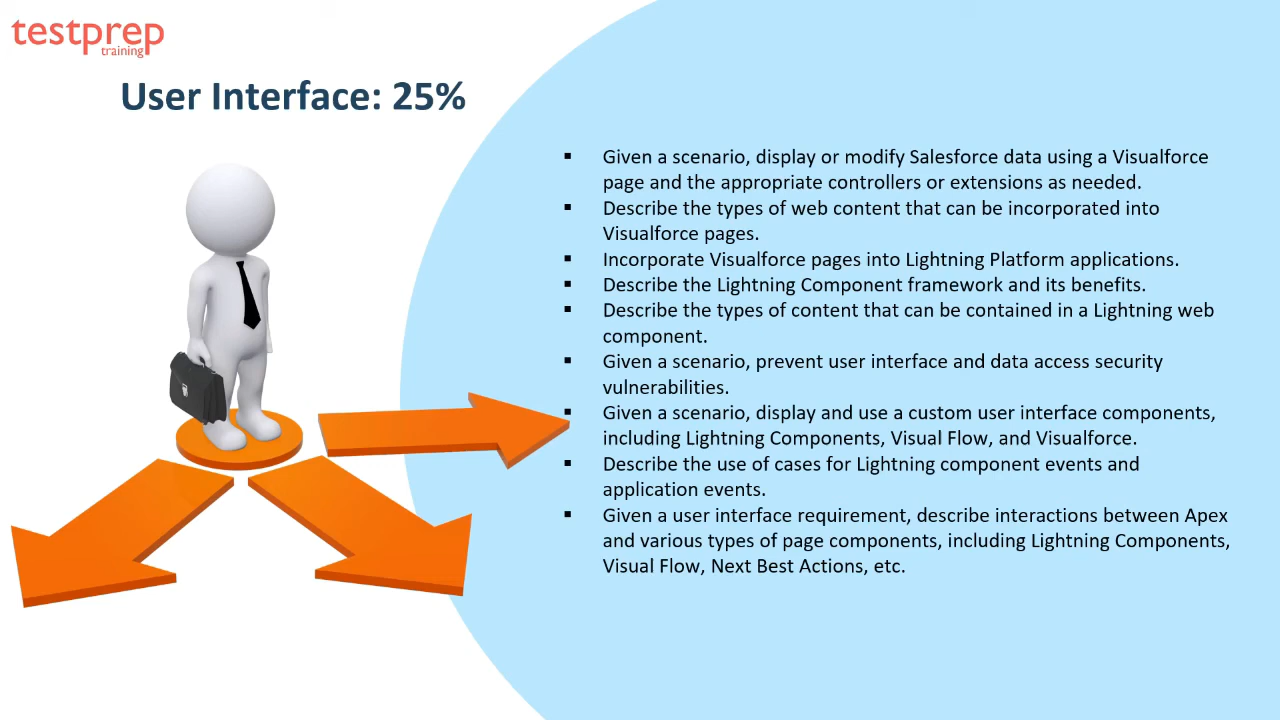 testprep
training
User Interface: 25%
▪ Given a scenario, display or modify Salesforce data using a Visualforce
page and the appropriate controllers or extensions as needed.
▪ Describe the types of web content that can be incorporated into
Visualforce pages.
▪ Incorporate Visualforce pages into Lightning Platform applications.
▪ Describe the Lightning Component framework and its benefits.
▪ Describe the types of content that can be contained in a Lightning web
component.
▪ Given a scenario, prevent user interface and data access security
vulnerabilities.
▪ Given a scenario, display and use a custom user interface components,
including Lightning Components, Visual Flow, and Visualforce.
▪ Describe the use of cases for Lightning component events and
application events.
▪ Given a user interface requirement, describe interactions between Apex
and various types of page components, including Lightning Components,
Visual Flow, Next Best Actions, etc.